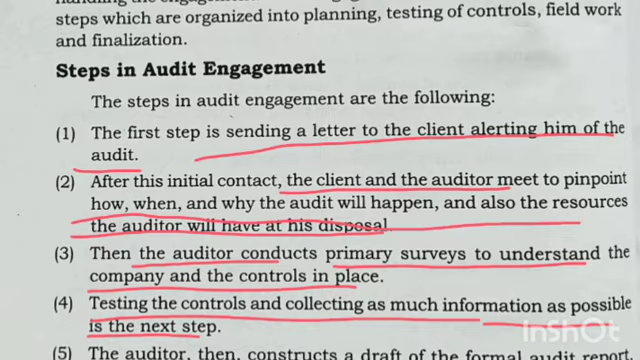 steps which are organized into planning, testing of controls, field work
and finalization.
Steps in Audit Engagement
The steps in audit engagement are the following:
(1) The first step is sending a letter to the client alerting him of the
audit.
(2) After this initial contact, the client and the auditor meet to pinpoint
how, when, and why the audit will happen, and also the resources
the auditor will have at his disposal.
(3) Then the auditor conducts primary surveys to understand the
company and the controls in place.
(4) Testing the controls and collecting as much information as possible
is the next step.
InShOt
(5) The auditor, then, constructs a draft of the formal audit report.